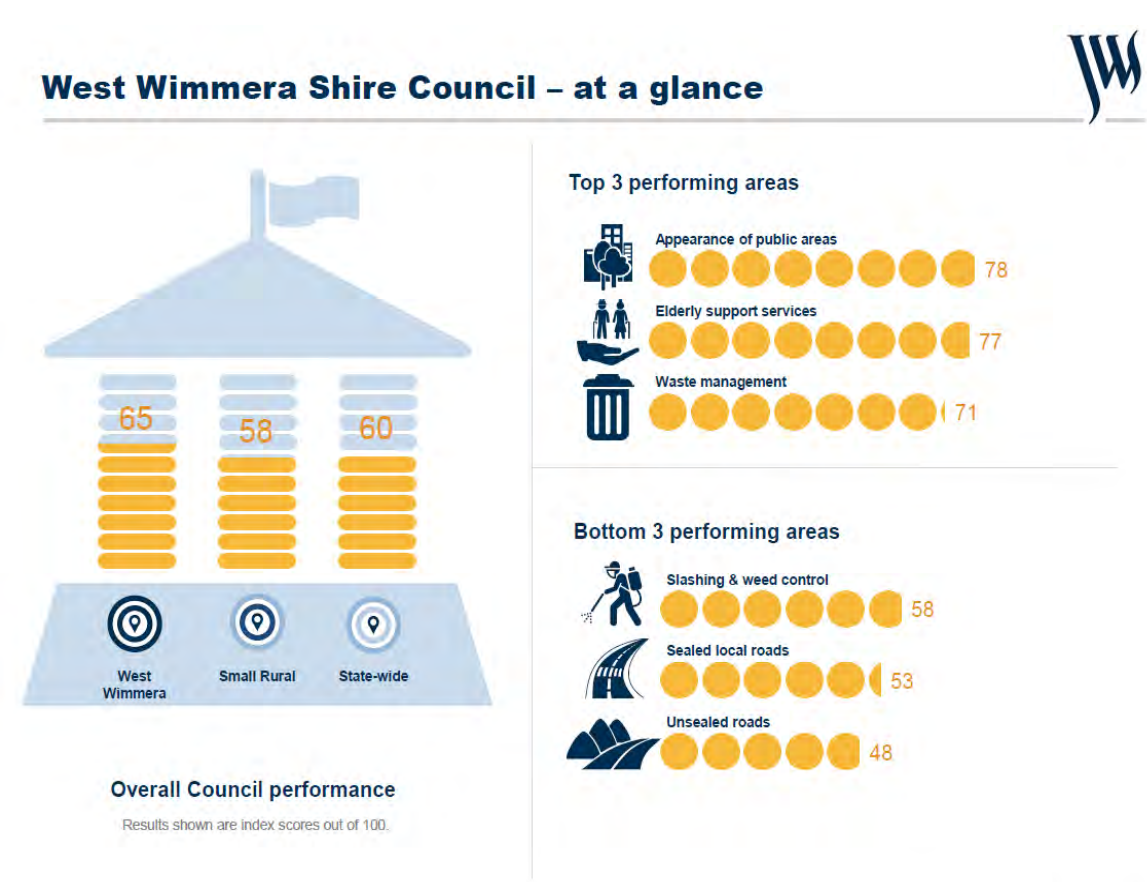 West Wimmera Shire Council – at a glance
65
58
60
West
Wimmera
Small Rural
State-wide
Overall Council performance
Results shown are index scores out of 100.
Top 3 performing areas
Appearance of public areas
78
Elderly support services
77
Waste management
71
Bottom 3 performing areas
Slashing & weed control
58
Sealed local roads
53
Unsealed roads
48